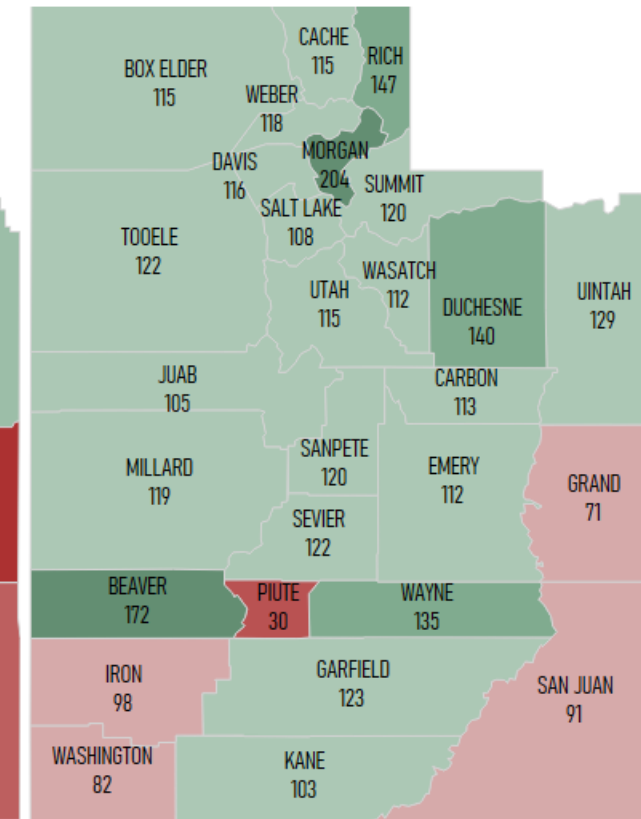 CACHE
115
RICH
147
BOX ELDER
115
WEBER
118
MORGAN
204
DAVIS
116
SUMMIT
120
SALT LAKE
108
TOOELE
122
WASATCH
112
UTAH
115
DUCHESNE
140
UINTAH
129
JUAB
105
CARBON
113
SANPETE
120
MILLARD
119
EMERY
112
GRAND
71
SEVIER
122
BEAVER
172
PIUTE
30
WAYNE
135
IRON
98
GARFIELD
123
SAN JUAN
91
WASHINGTON
82
KANE
103